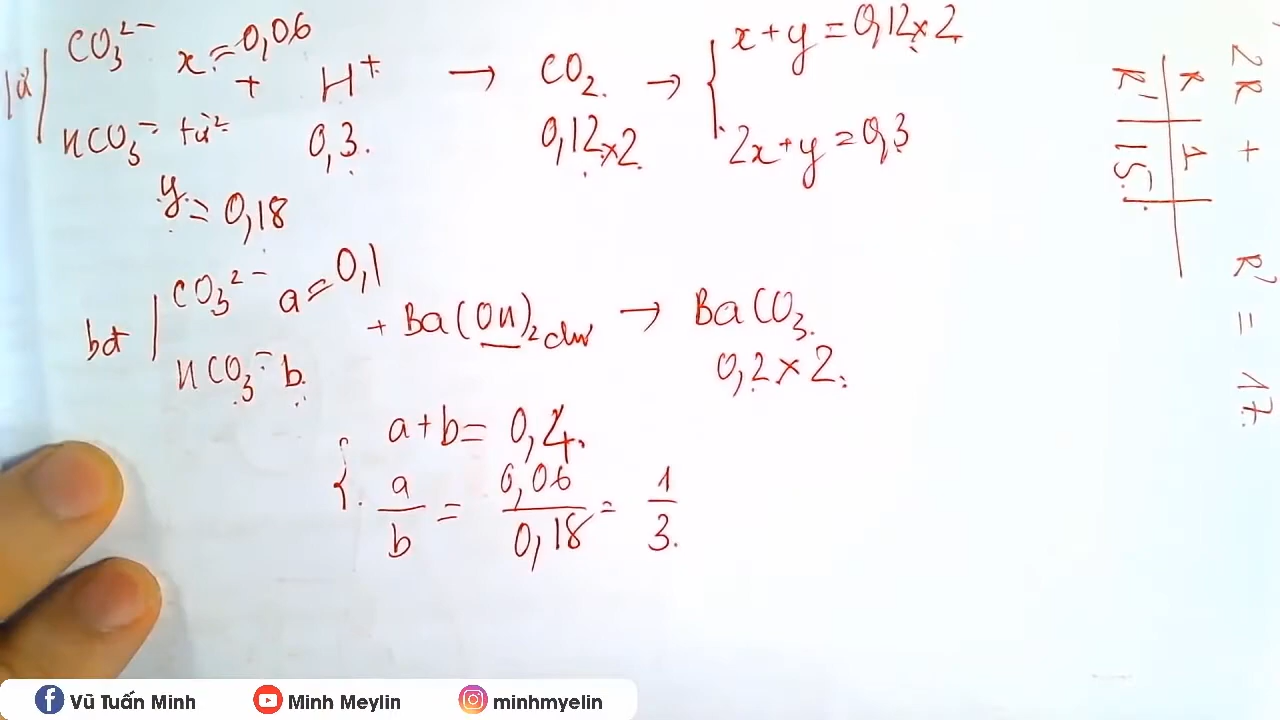 CO₃²⁻ x = 0,06
+ H⁺ → CO₂ → { x + y = 0,12 × 2
HCO₃⁻ từ² 0,3. 0,12 × 2 2x + y = 0,3
y = 0,18
bđ | CO₃²⁻ a = 0,1
+ Ba(OH)₂ dư → BaCO₃.
HCO₃⁻ b. 0,2 × 2.
{ a + b = 0,4.
a/b = 0,06/0,18 = 1/3.
2R + R' = 17.
R | 1
R' | 15
Vũ Tuấn Minh
Minh Meylin
minhmyelin